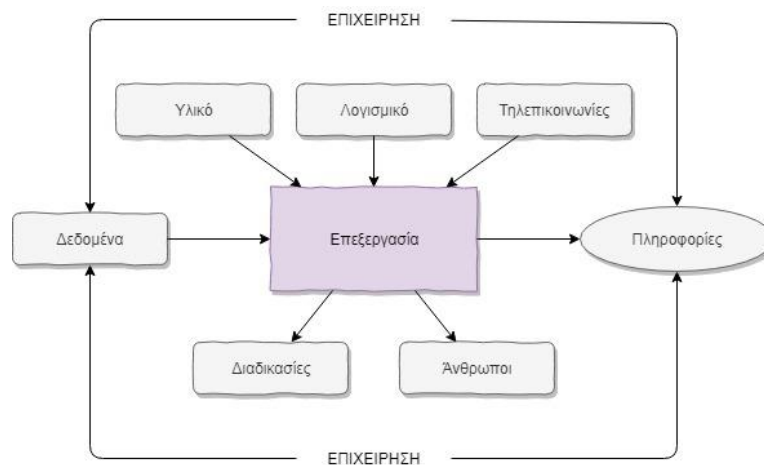 ΕΠΙΧΕΙΡΗΣΗ
Υλικό
Λογισμικό
Τηλεπικοινωνίες
Δεδομένα
Επεξεργασία
Πληροφορίες
Διαδικασίες
Άνθρωποι
ΕΠΙΧΕΙΡΗΣΗ